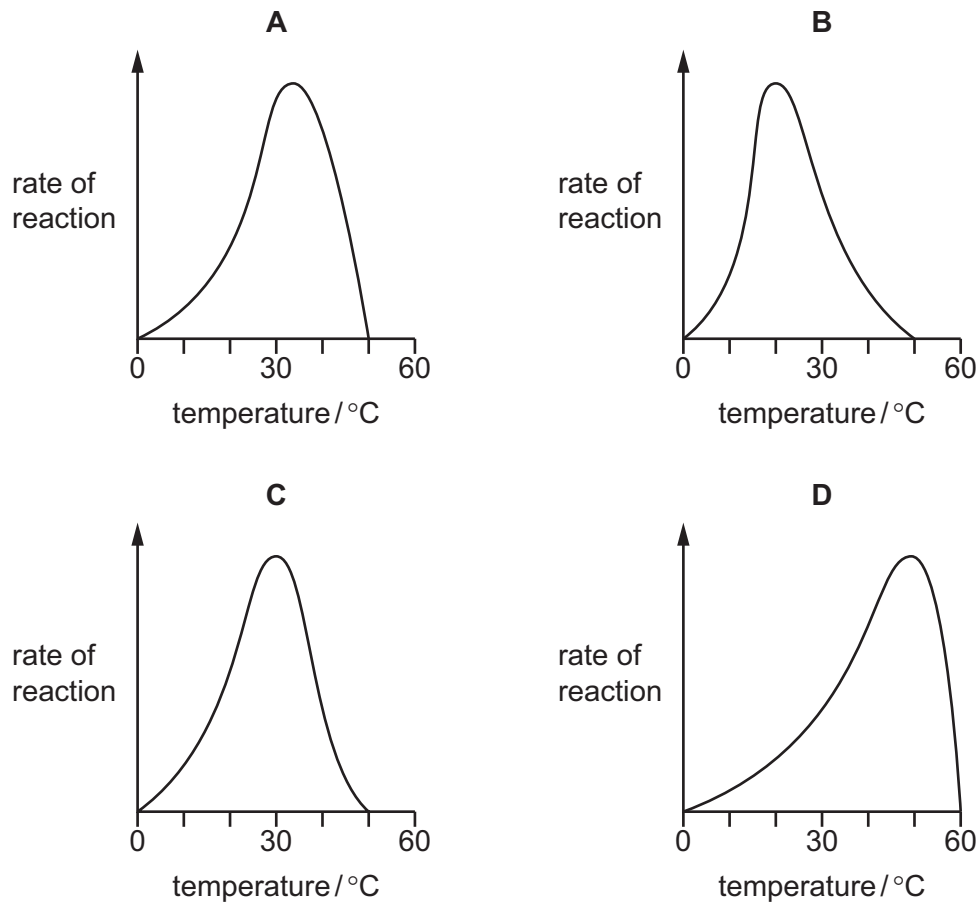 A
rate of
reaction
0 30 60
temperature / °C
B
rate of
reaction
0 30 60
temperature / °C
C
rate of
reaction
0 30 60
temperature / °C
D
rate of
reaction
0 30 60
temperature / °C